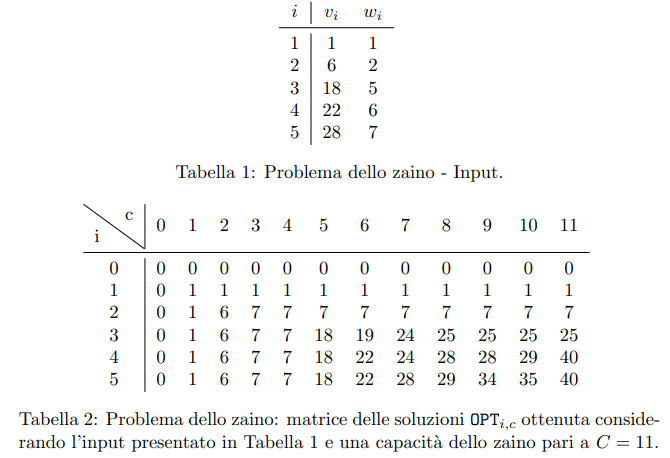 i vᵢ wᵢ
1 1 1
2 6 2
3 18 5
4 22 6
5 28 7
Tabella 1: Problema dello zaino - Input.
c
i
0 1 2 3 4 5 6 7 8 9 10 11
0 0 0 0 0 0 0 0 0 0 0 0 0
1 0 1 1 1 1 1 1 1 1 1 1 1
2 0 1 6 7 7 7 7 7 7 7 7 7
3 0 1 6 7 7 18 19 24 25 25 25 25
4 0 1 6 7 7 18 22 24 28 28 29 40
5 0 1 6 7 7 18 22 28 29 34 35 40
Tabella 2: Problema dello zaino: matrice delle soluzioni OPTi,c ottenuta conside-
rando l'input presentato in Tabella 1 e una capacità dello zaino pari a C = 11.